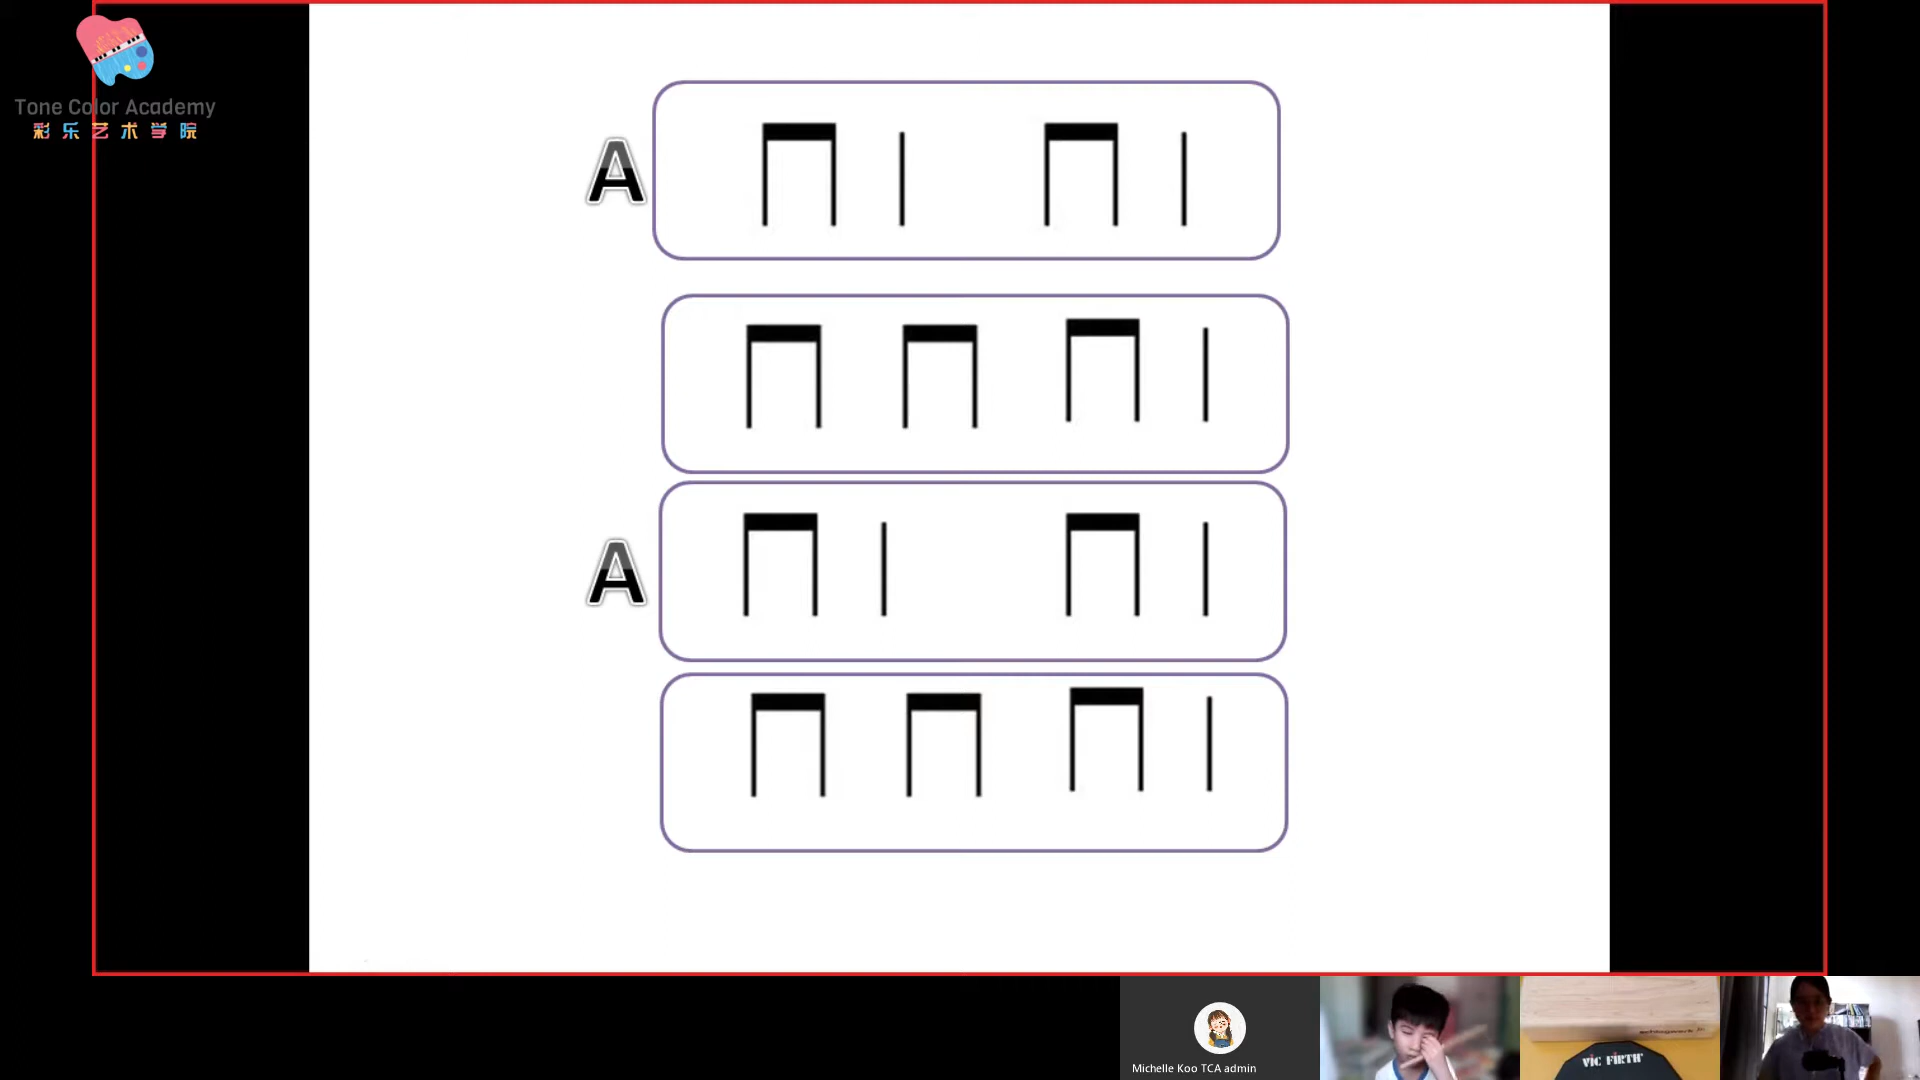 Tone Color Academy
彩乐艺术学院
A
A
Michelle Koo TCA admin
VIC FIRTH